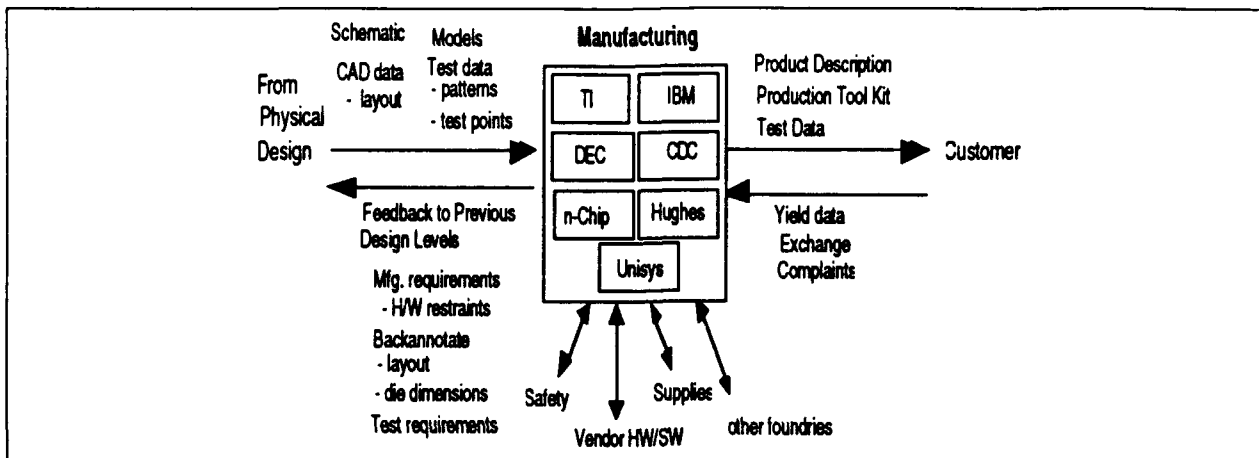 Schematic
CAD data
- layout
Models
Test data
- patterns
- test points
From
Physical
Design
Feedback to Previous
Design Levels
Mfg. requirements
- H/W restraints
Backannotate
- layout
- die dimensions
Test requirements
Manufacturing
TI
IBM
DEC
CDC
n-Chip
Hughes
Unisys
Safety
Vendor HW/SW
Supplies
other foundries
Product Description
Production Tool Kit
Test Data
Customer
Yield data
Exchange
Complaints